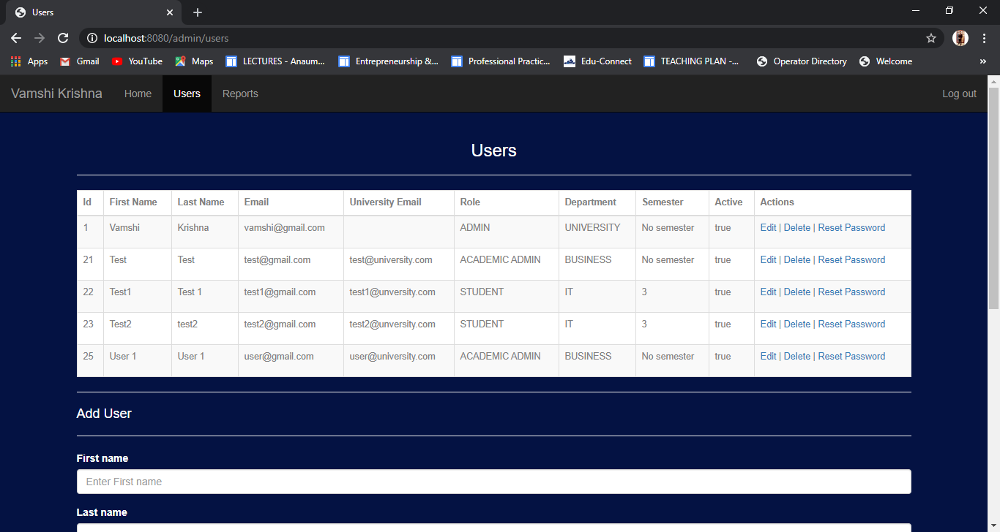 Users
localhost:8080/admin/users
Apps Gmail YouTube Maps LECTURES - Anaum... Entrepreneurship &... Professional Practic... Edu-Connect TEACHING PLAN -... Operator Directory Welcome »
Vamshi Krishna Home Users Reports Log out
Users
Id First Name Last Name Email University Email Role Department Semester Active Actions
1 Vamshi Krishna vamshi@gmail.com ADMIN UNIVERSITY No semester true Edit | Delete | Reset Password
21 Test Test test@gmail.com test@university.com ACADEMIC ADMIN BUSINESS No semester true Edit | Delete | Reset Password
22 Test1 Test 1 test1@gmail.com test1@unversity.com STUDENT IT 3 true Edit | Delete | Reset Password
23 Test2 test2 test2@gmail.com test2@unversity.com STUDENT IT 3 true Edit | Delete | Reset Password
25 User 1 User 1 user@gmail.com user@university.com ACADEMIC ADMIN BUSINESS No semester true Edit | Delete | Reset Password
Add User
First name
Enter First name
Last name